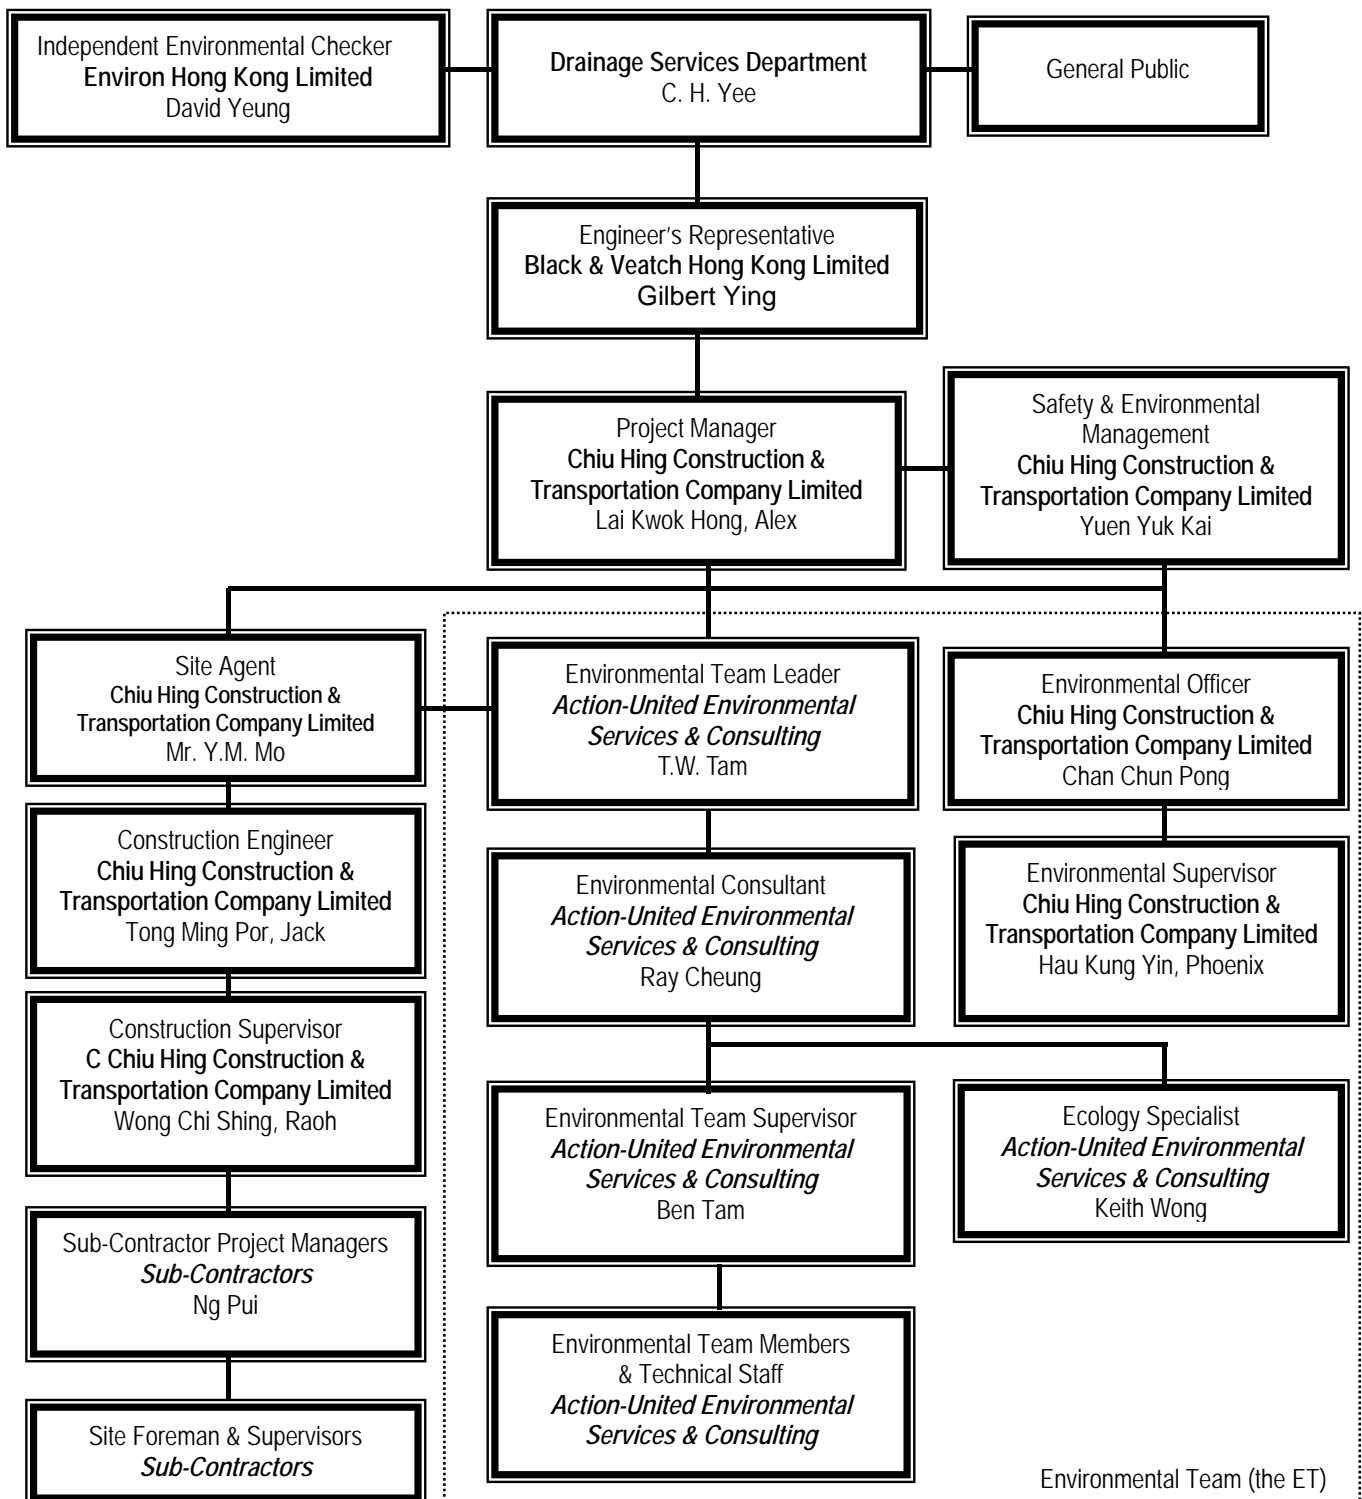 Independent Environmental Checker
Environ Hong Kong Limited
David Yeung
Drainage Services Department
C. H. Yee
General Public
Engineer's Representative
Black & Veatch Hong Kong Limited
Gilbert Ying
Project Manager
Chiu Hing Construction &
Transportation Company Limited
Lai Kwok Hong, Alex
Safety & Environmental
Management
Chiu Hing Construction &
Transportation Company Limited
Yuen Yuk Kai
Site Agent
Chiu Hing Construction &
Transportation Company Limited
Mr. Y.M. Mo
Environmental Team Leader
Action-United Environmental
Services & Consulting
T.W. Tam
Environmental Officer
Chiu Hing Construction &
Transportation Company Limited
Chan Chun Pong
Construction Engineer
Chiu Hing Construction &
Transportation Company Limited
Tong Ming Por, Jack
Environmental Consultant
Action-United Environmental
Services & Consulting
Ray Cheung
Environmental Supervisor
Chiu Hing Construction &
Transportation Company Limited
Hau Kung Yin, Phoenix
Construction Supervisor
C Chiu Hing Construction &
Transportation Company Limited
Wong Chi Shing, Raoh
Environmental Team Supervisor
Action-United Environmental
Services & Consulting
Ben Tam
Ecology Specialist
Action-United Environmental
Services & Consulting
Keith Wong
Sub-Contractor Project Managers
Sub-Contractors
Ng Pui
Environmental Team Members
& Technical Staff
Action-United Environmental
Services & Consulting
Site Foreman & Supervisors
Sub-Contractors
Environmental Team (the ET)